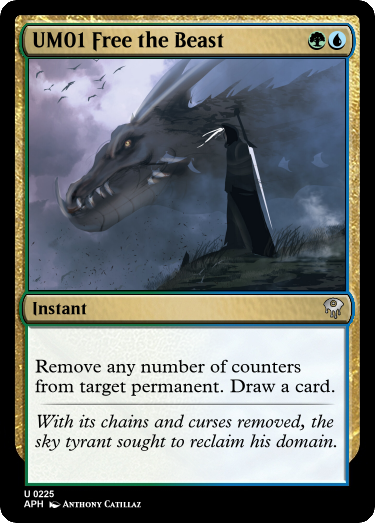 UM01 Free the Beast
Instant
Remove any number of counters
from target permanent. Draw a card.
With its chains and curses removed, the
sky tyrant sought to reclaim his domain.
U 0225
APH Anthony Catillaz